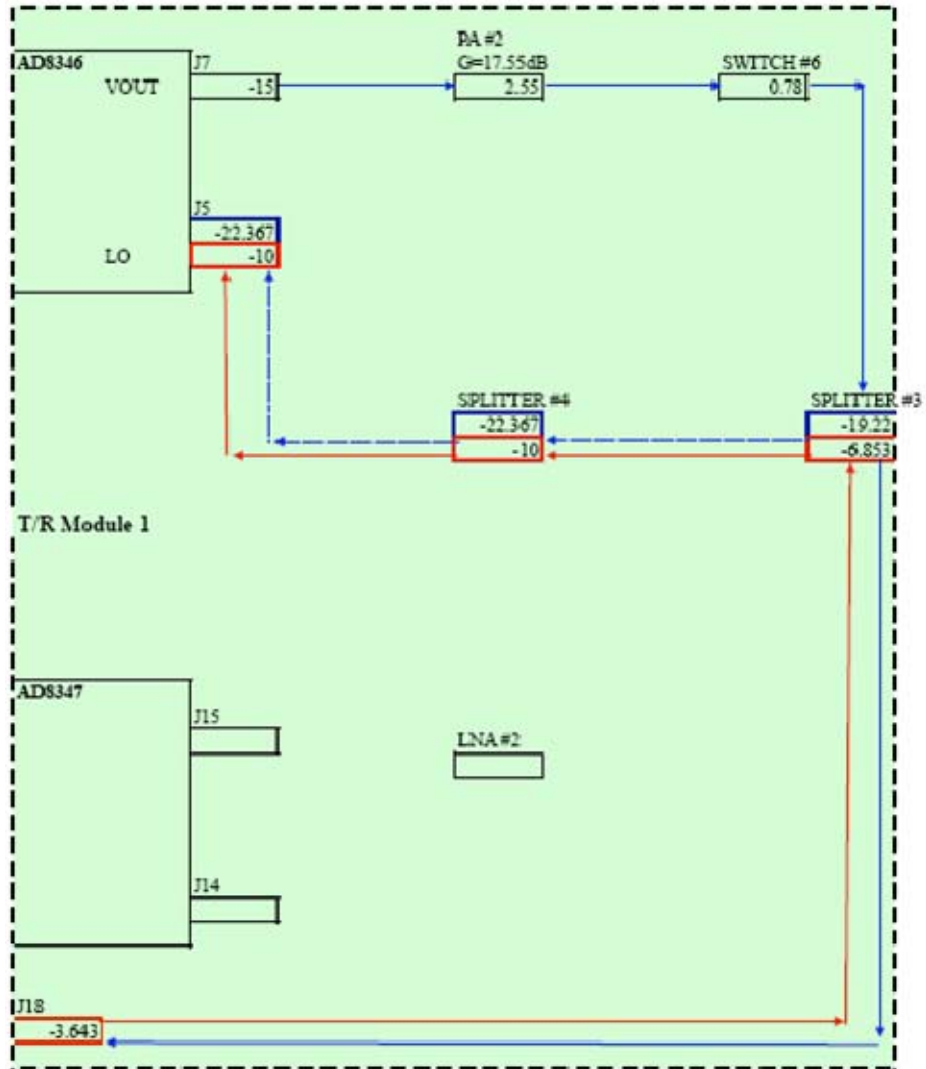 AD8346
J7
VOUT
-15
PA #2
G=17.55dB
2.55
SWITCH #6
0.78
J5
-22.367
LO
-10
SPLITTER #4
-22.367
-10
SPLITTER #3
-19.22
-6.853
T/R Module 1
AD8347
J15
LNA #2
J14
J18
-3.643